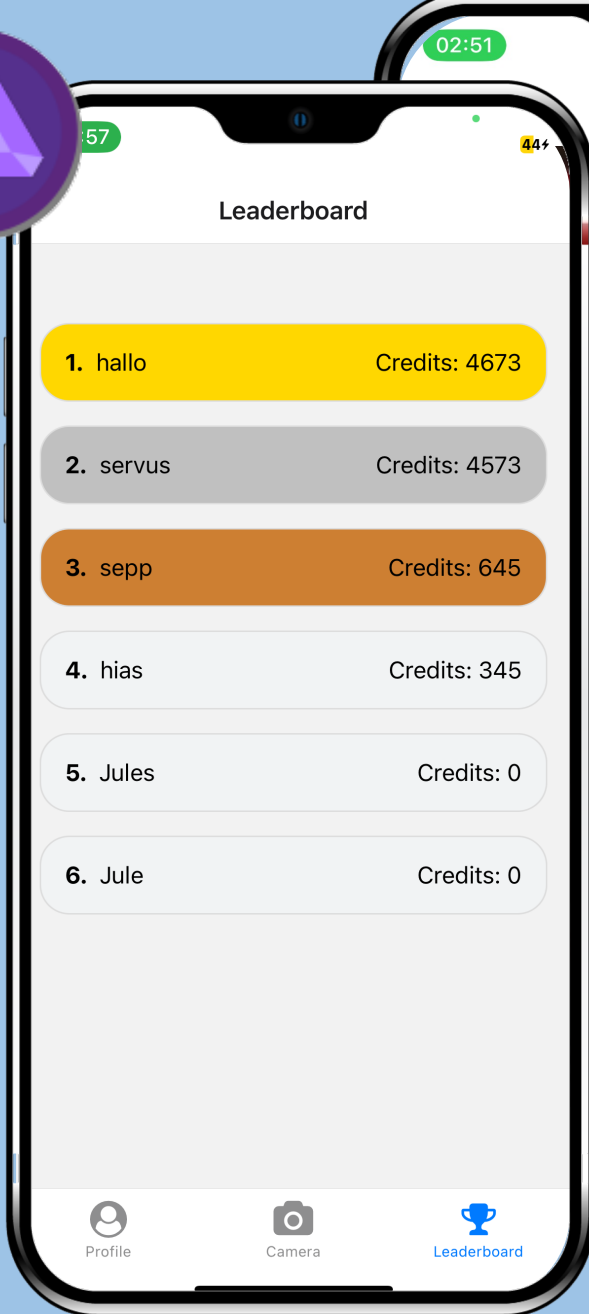 02:51
:57
44
Leaderboard
1. hallo Credits: 4673
2. servus Credits: 4573
3. sepp Credits: 645
4. hias Credits: 345
5. Jules Credits: 0
6. Jule Credits: 0
Profile Camera Leaderboard